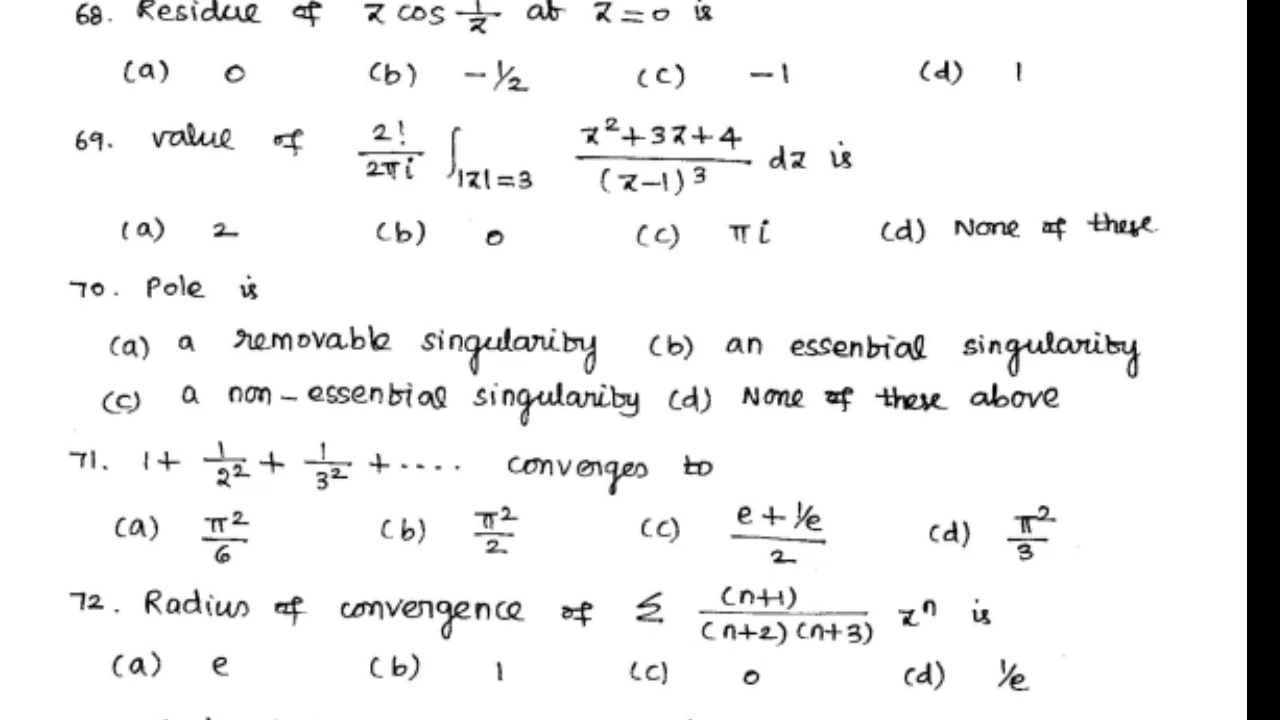 68. Residue of z cos 1/z at z=0 is
(a) 0 (b) -1/2 (c) -1 (d) 1
69. value of 2!/2πi ∫|z|=3 z²+3z+4/(z-1)³ dz is
(a) 2 (b) 0 (c) πi (d) None of these
70. Pole is
(a) a removable singularity (b) an essential singularity
(c) a non-essential singularity (d) None of these above
71. 1+ 1/2² + 1/3² +.... converges to
(a) π²/6 (b) π²/2 (c) e+1/e/2 (d) π²/3
72. Radius of convergence of Σ (n+1)/(n+2)(n+3) zⁿ is
(a) e (b) 1 (c) 0 (d) 1/e